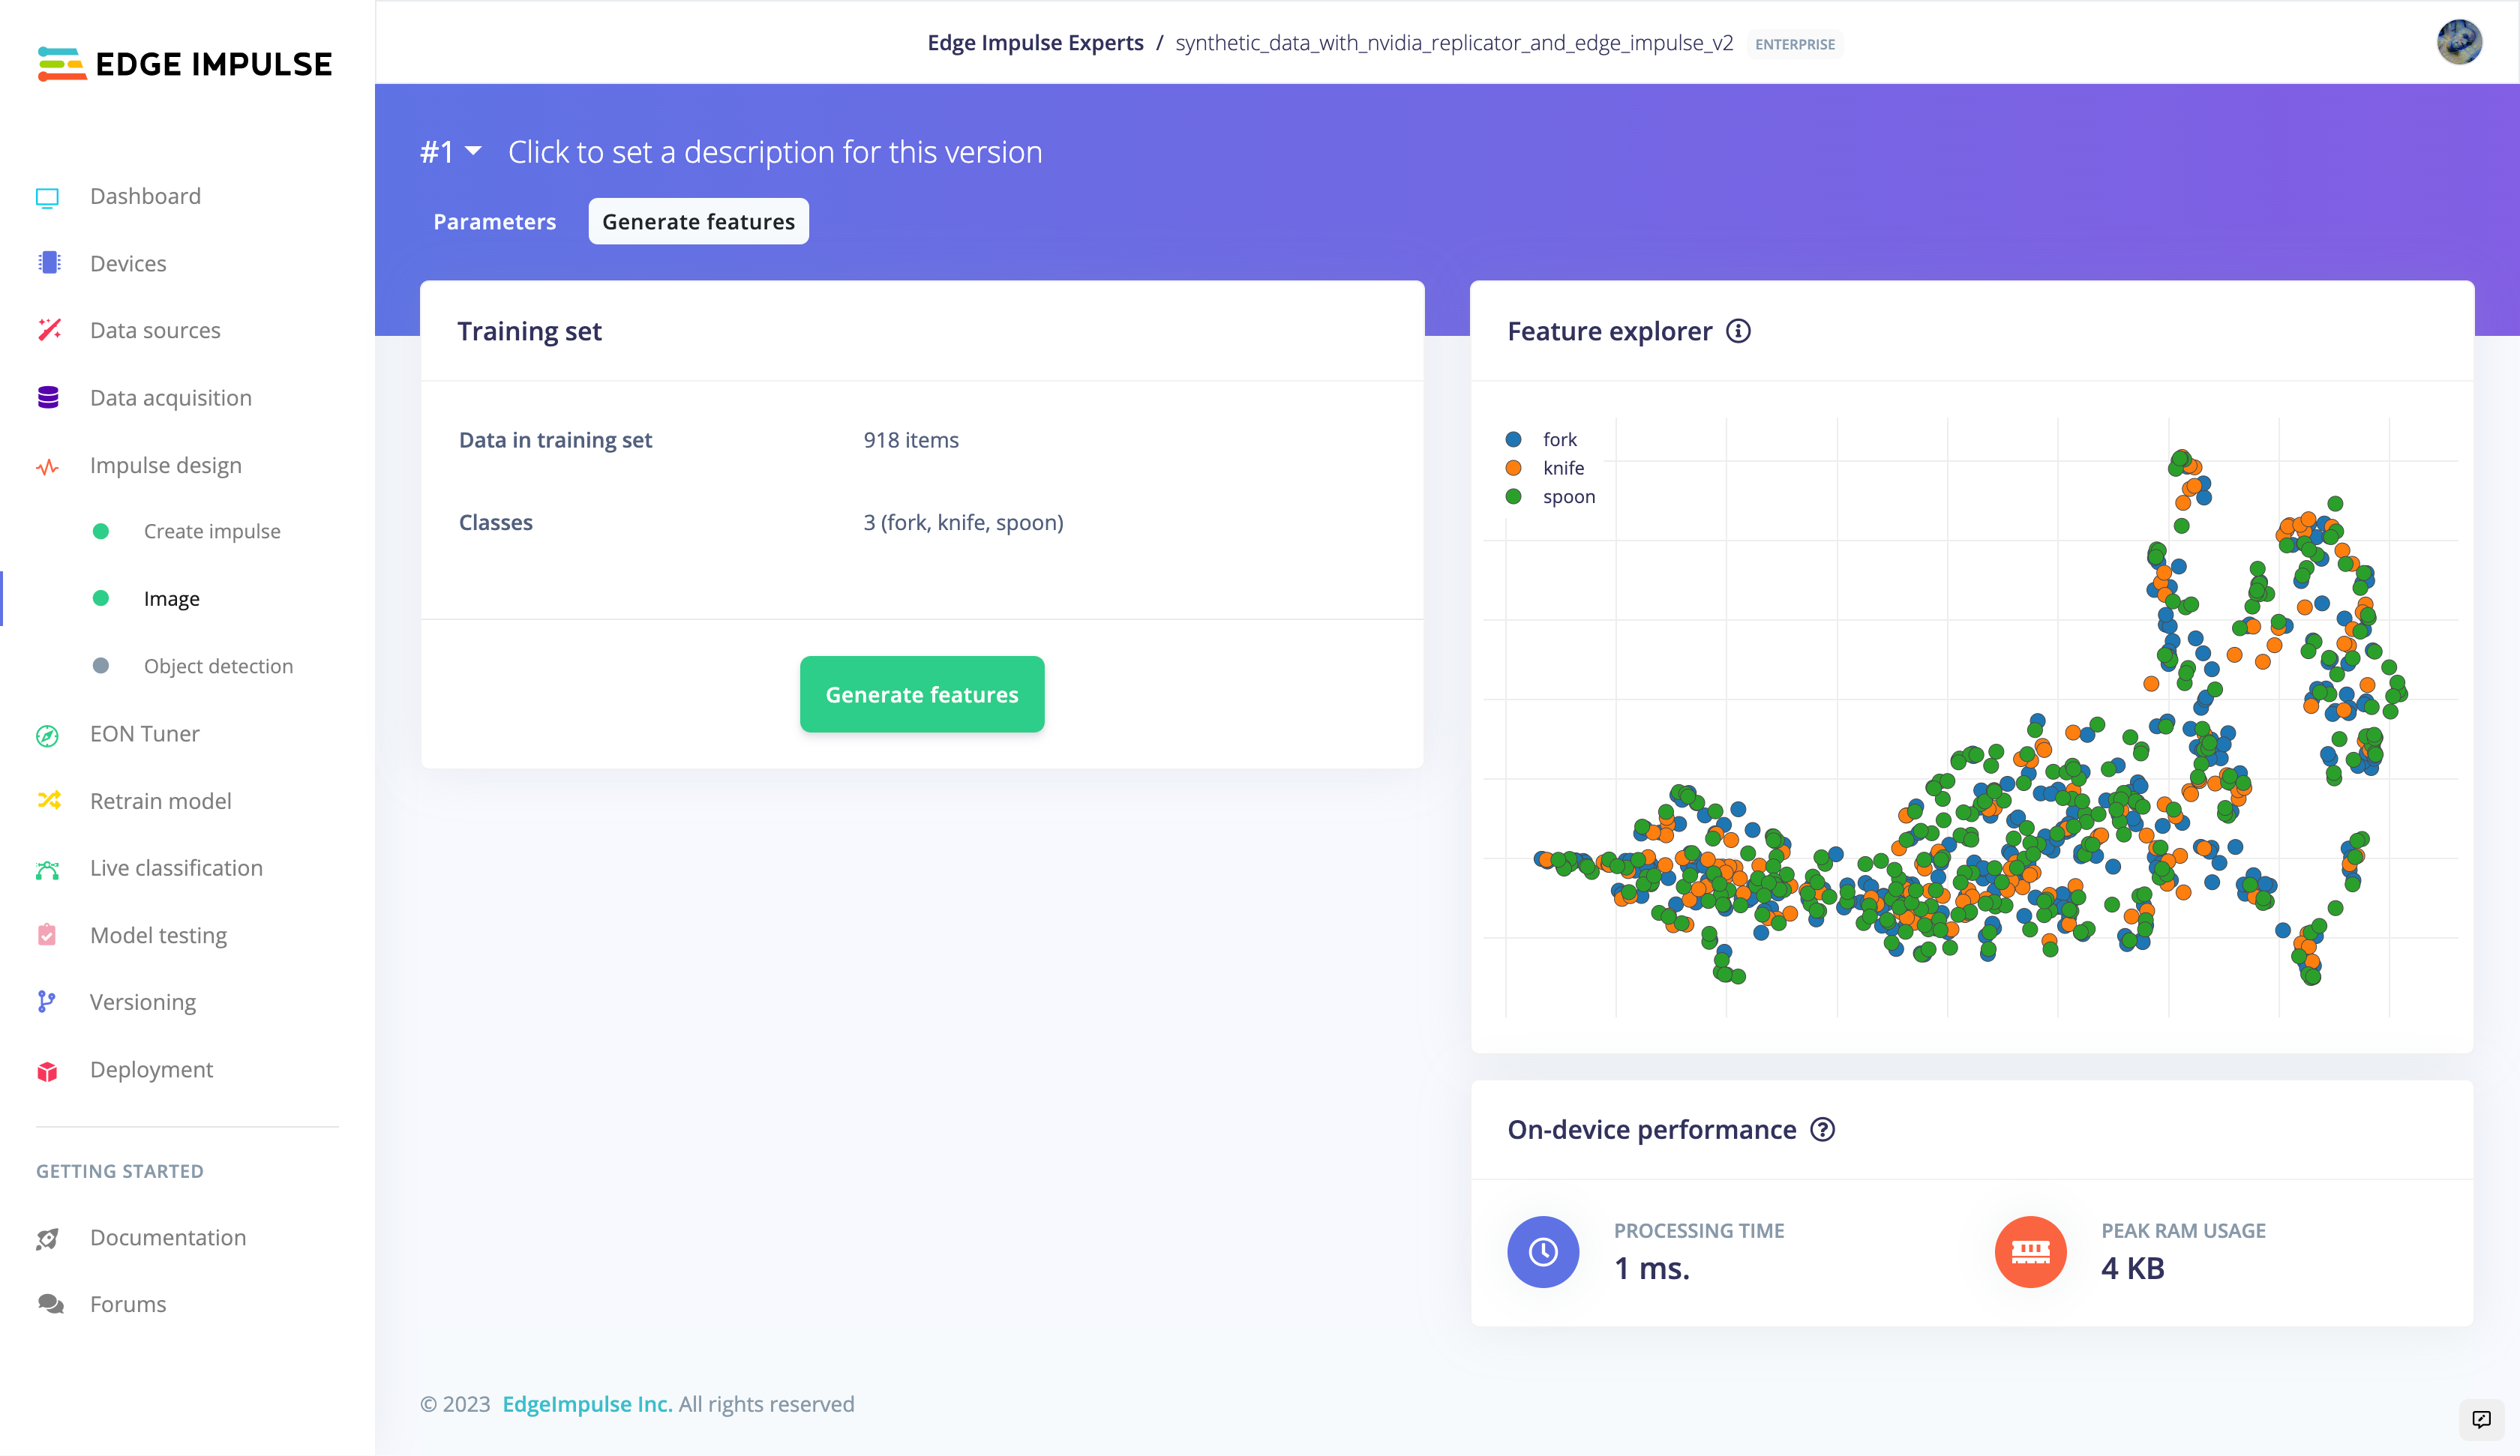 EDGE IMPULSE
Edge Impulse Experts / synthetic_data_with_nvidia_replicator_and_edge_impulse_v2 ENTERPRISE
Dashboard
Devices
Data sources
Data acquisition
Impulse design
Create impulse
Image
Object detection
EON Tuner
Retrain model
Live classification
Model testing
Versioning
Deployment
GETTING STARTED
Documentation
Forums
#1 Click to set a description for this version
Parameters Generate features
Training set
Data in training set 918 items
Classes 3 (fork, knife, spoon)
Generate features
Feature explorer
fork
knife
spoon
On-device performance
PROCESSING TIME
1 ms.
PEAK RAM USAGE
4 KB
© 2023 EdgeImpulse Inc. All rights reserved